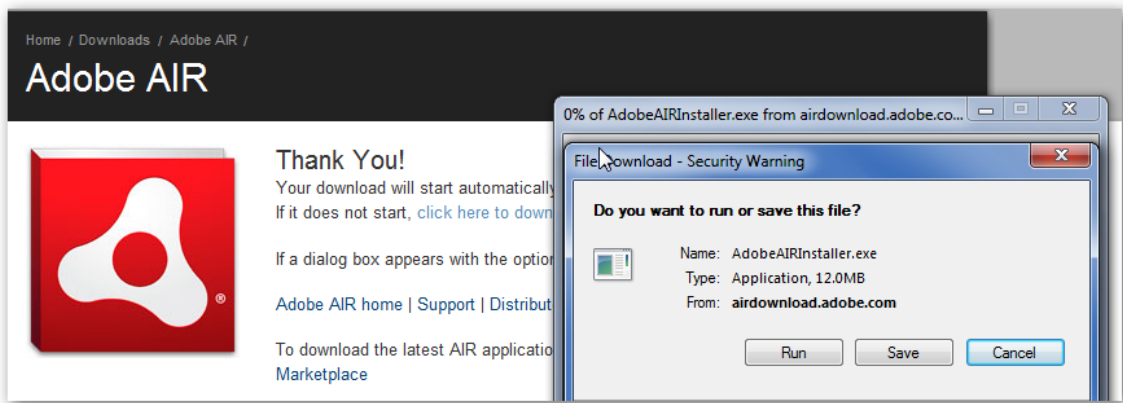 Home / Downloads / Adobe AIR /
Adobe AIR
Thank You!
Your download will start automatically
If it does not start, click here to down
If a dialog box appears with the option
Adobe AIR home | Support | Distribut
To download the latest AIR applicatio
Marketplace
®
0% of AdobeAIRInstaller.exe from airdownload.adobe.co...
File Download - Security Warning
Do you want to run or save this file?
Name: AdobeAIRInstaller.exe
Type: Application, 12.0MB
From: airdownload.adobe.com
Run Save Cancel